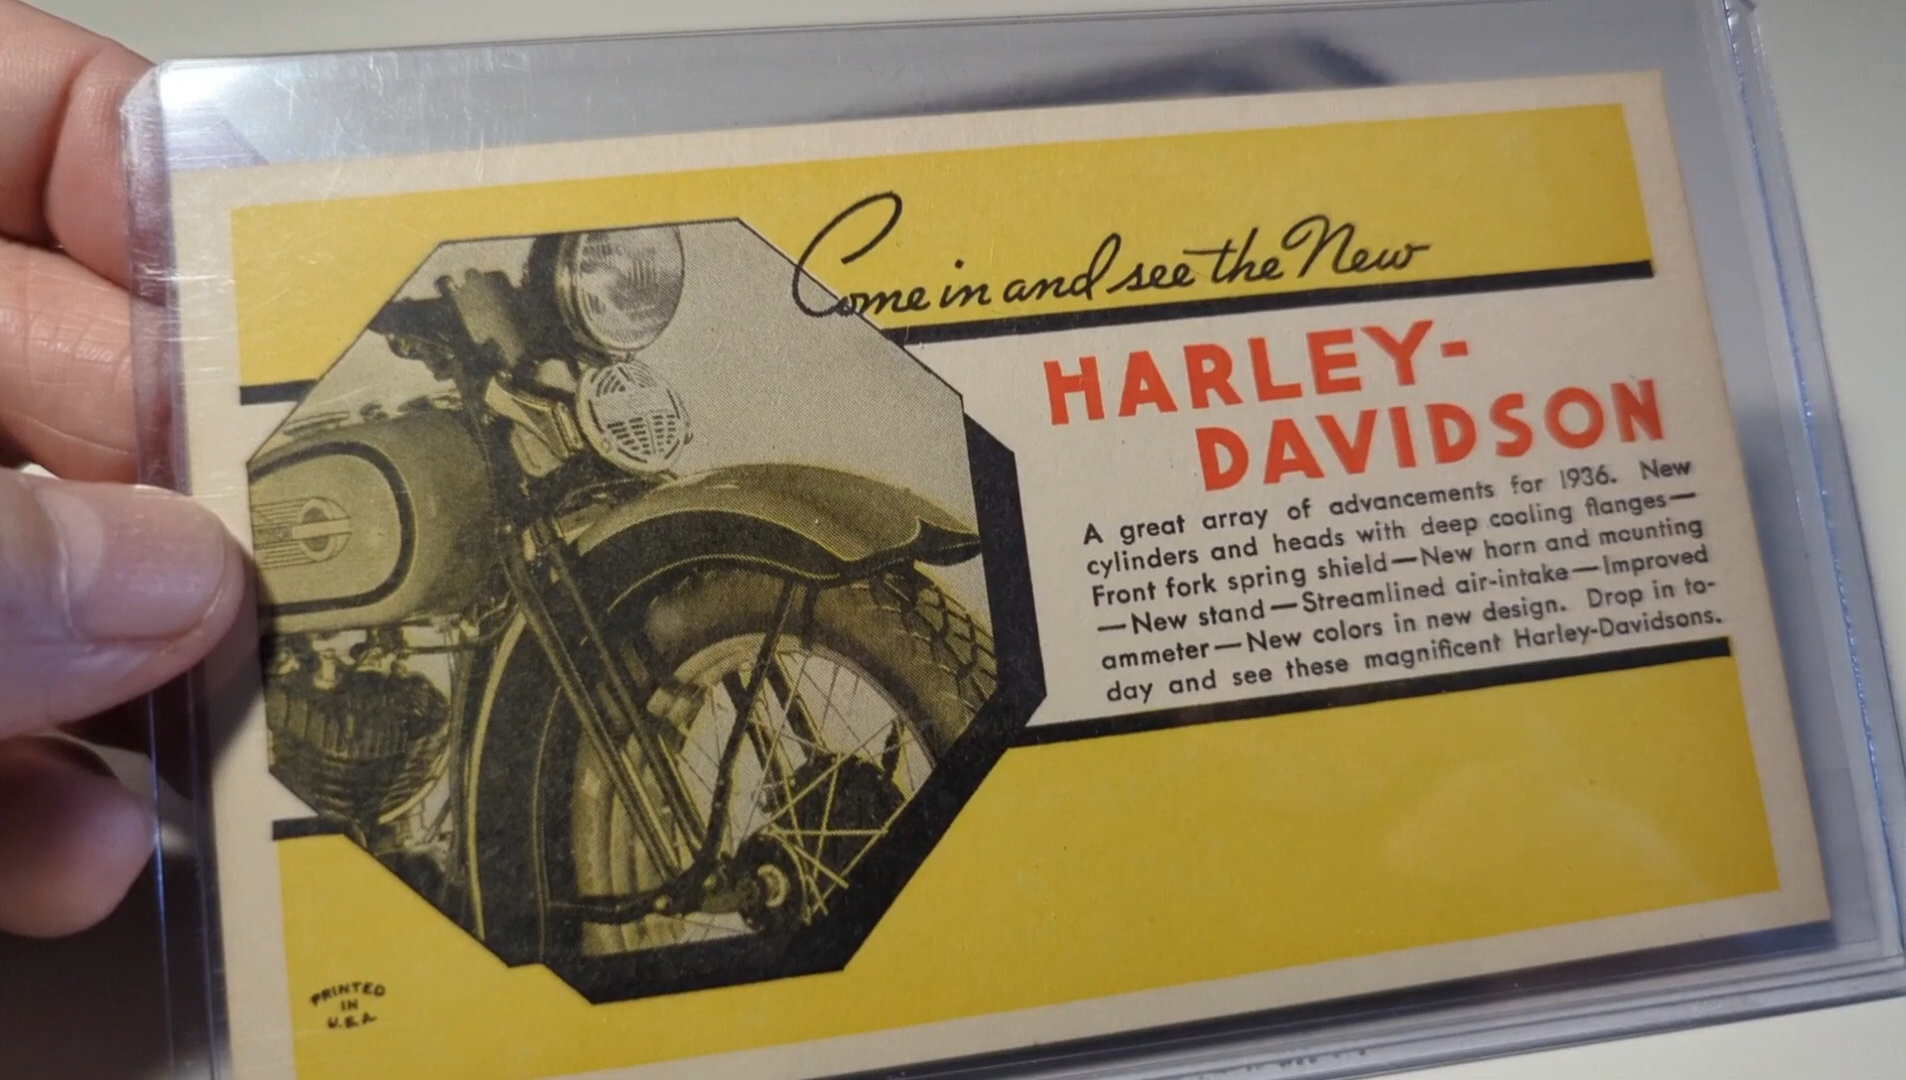 Come in and see the New
HARLEY-
DAVIDSON
A great array of advancements for 1936. New
cylinders and heads with deep cooling flanges—
Front fork spring shield—New horn and mounting
—New stand—Streamlined air-intake—Improved
ammeter—New colors in new design. Drop in to-
day and see these magnificent Harley-Davidsons.
PRINTED
IN
U.S.A.